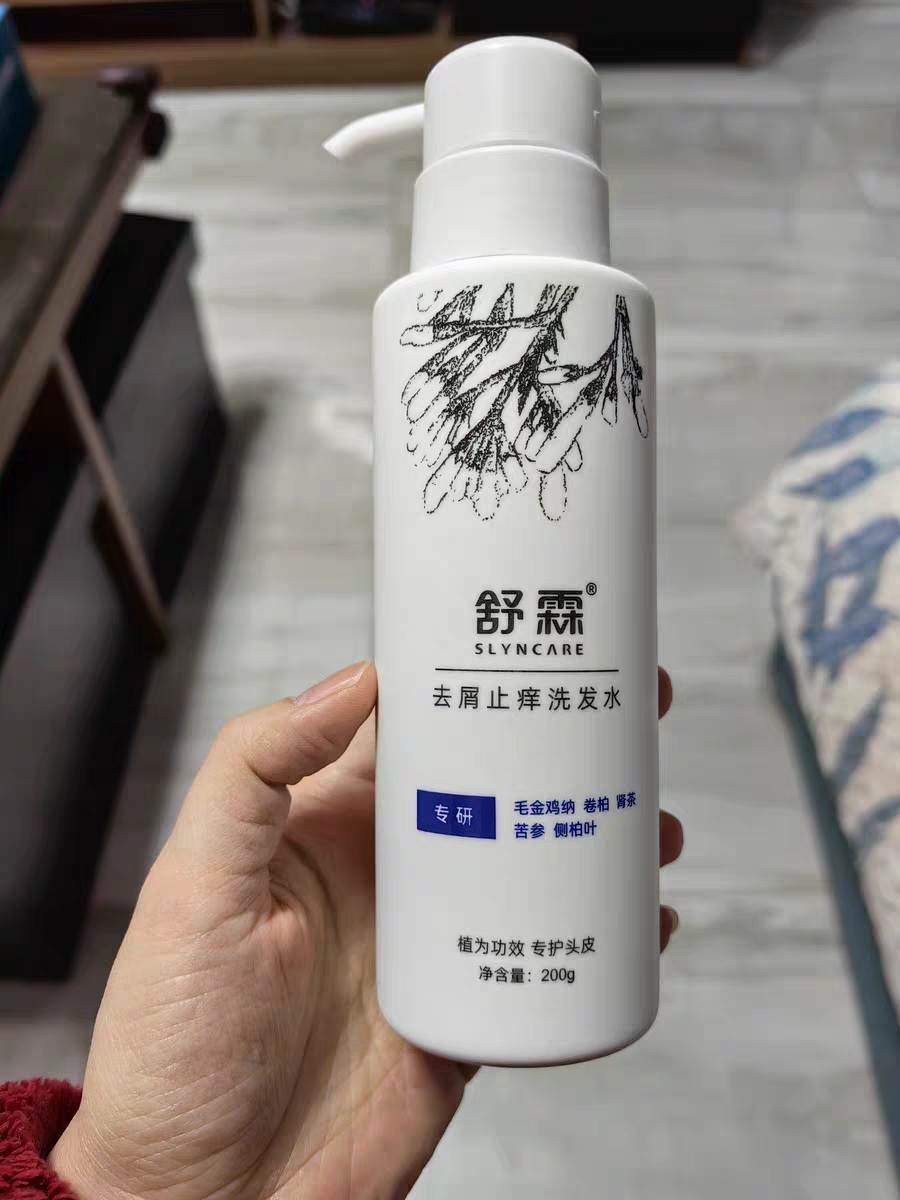 舒霖®
SLYNCARE
去屑止痒洗发水
专研
毛金鸡纳 卷柏 肾茶
苦参 侧柏叶
植为功效 专护头皮
净含量：200g